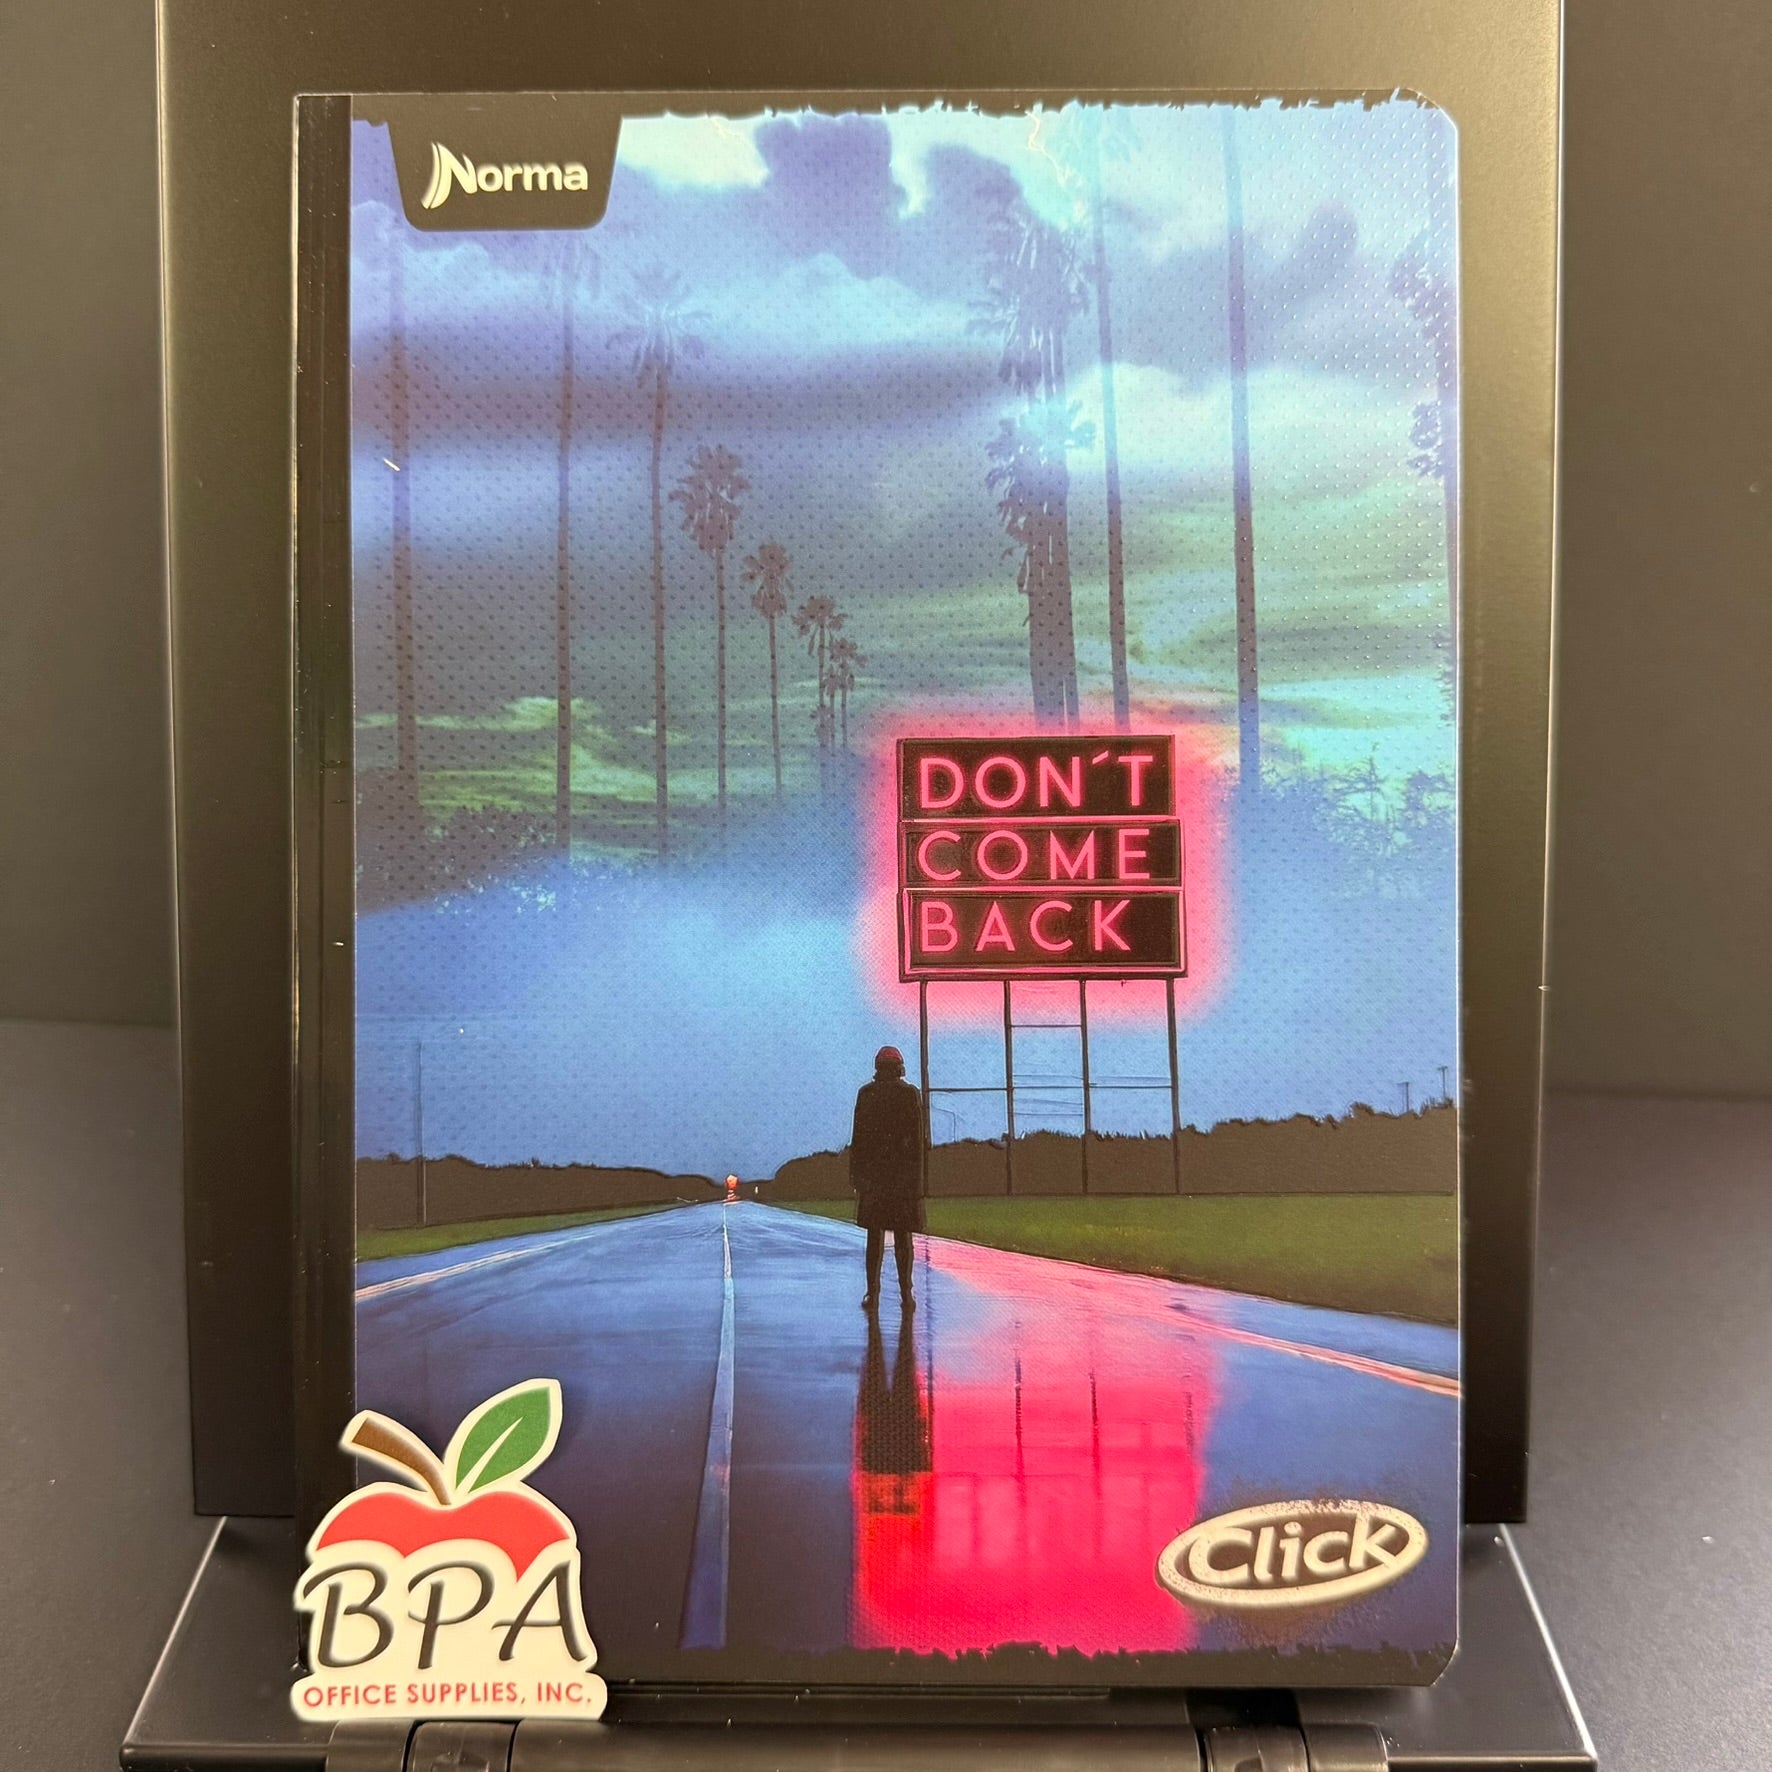 Norma
DON´T
COME
BACK
Click
BPA
OFFICE SUPPLIES, INC.